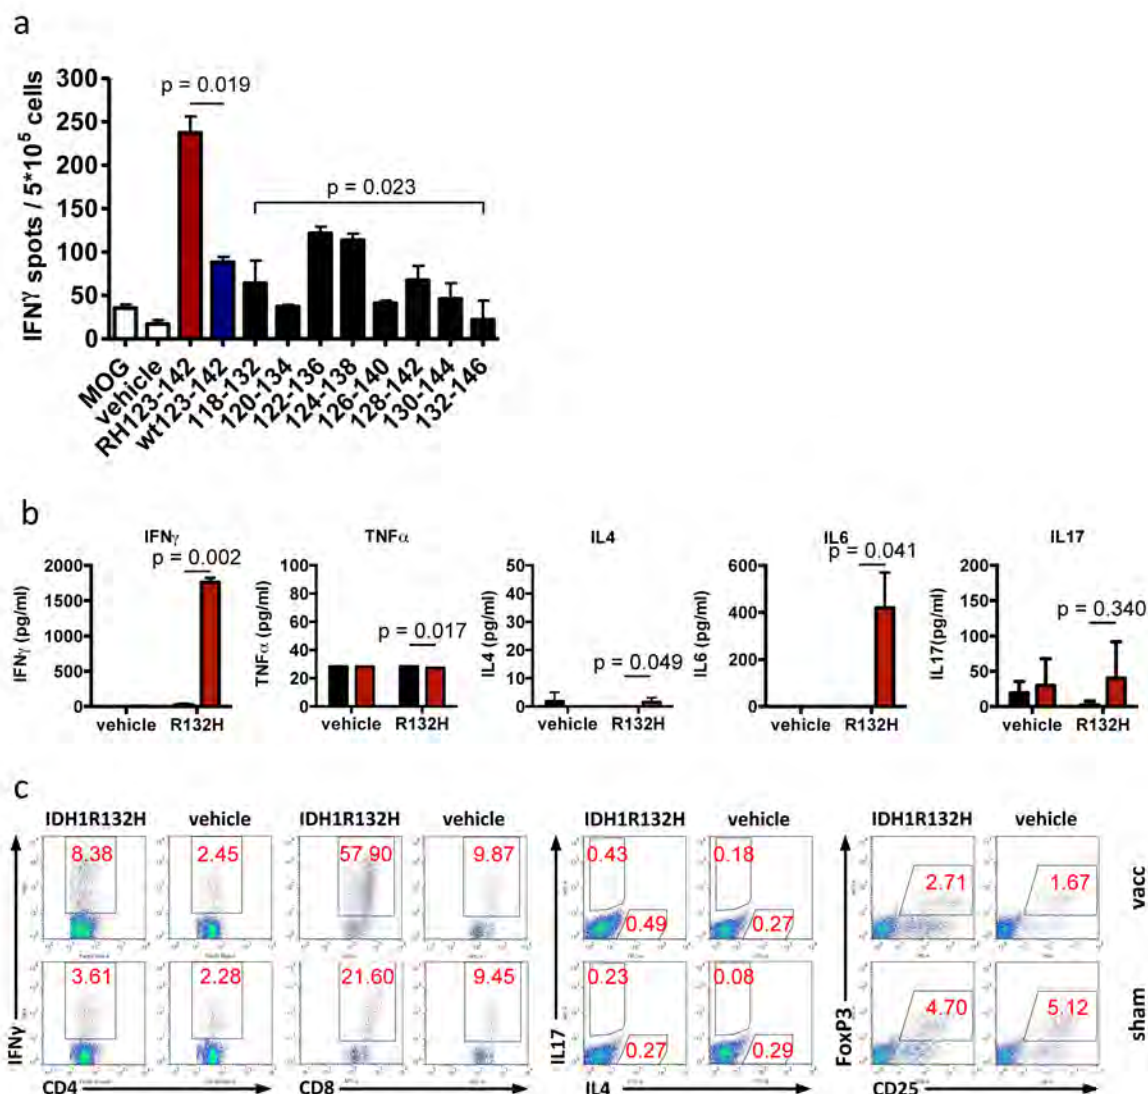 a
IFNγ spots / 5*10⁵ cells
300
250
200
150
100
50
0
p = 0.019
p = 0.023
MOG
vehicle
RH123-142
wt123-142
118-132
120-134
122-136
124-138
126-140
128-142
130-144
132-146
b
IFNγ
IFNγ (pg/ml)
2000
1500
1000
500
0
p = 0.002
vehicle R132H
TNFα
TNFα (pg/ml)
100
80
60
40
20
0
p = 0.017
vehicle R132H
IL4
IL4 (pg/ml)
50
40
30
20
10
0
p = 0.049
vehicle R132H
IL6
IL6 (pg/ml)
600
400
200
0
p = 0.041
vehicle R132H
IL17
IL17(pg/ml)
200
150
100
50
0
p = 0.340
vehicle R132H
c
IDH1R132H vehicle IDH1R132H vehicle IDH1R132H vehicle IDH1R132H vehicle
8.38 2.45 57.90 9.87 0.43 0.18 2.71 1.67
0.49 0.27
vacc
3.61 2.28 21.60 9.45 0.23 0.08 4.70 5.12
0.27 0.29
sham
IFNγ
IL17
FoxP3
CD4 CD8 IL4 CD25